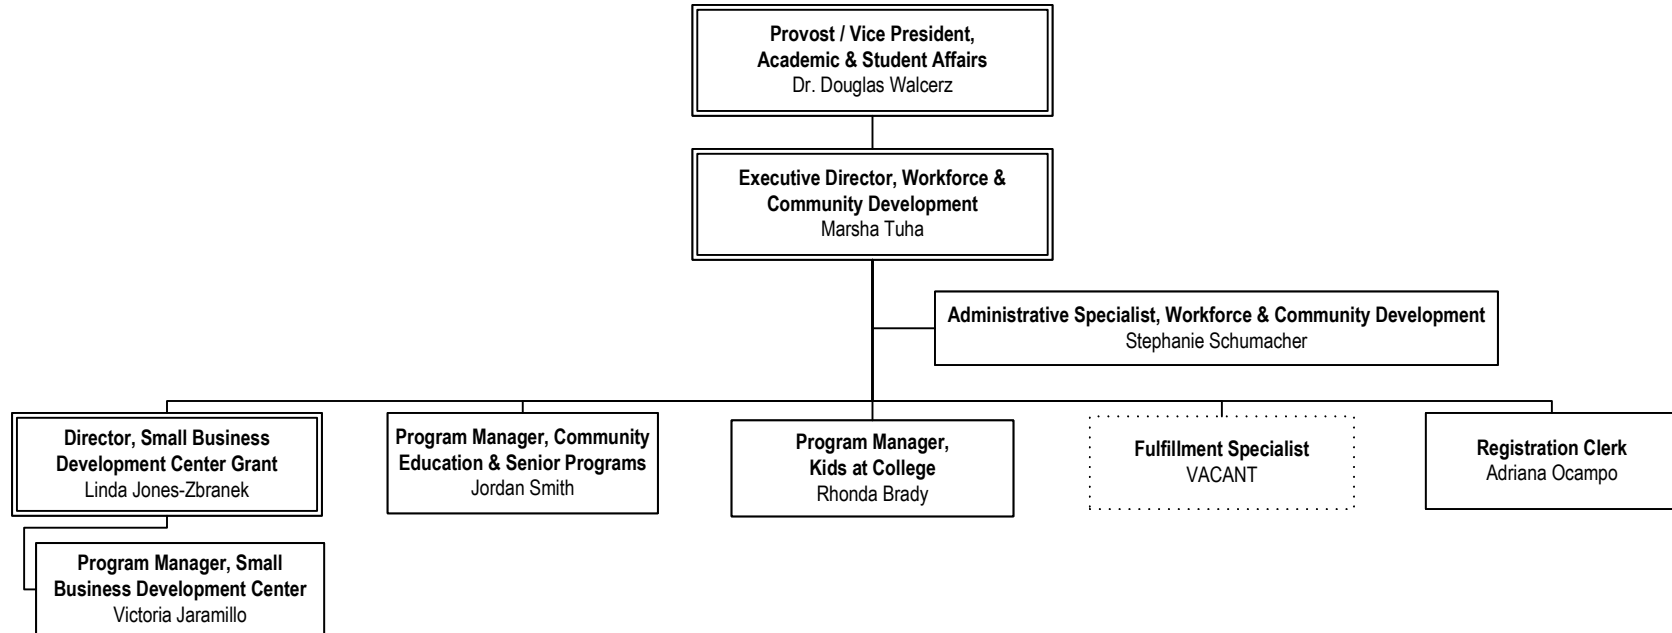 Provost / Vice President,
Academic & Student Affairs
Dr. Douglas Walcerz
Executive Director, Workforce &
Community Development
Marsha Tuha
Administrative Specialist, Workforce & Community Development
Stephanie Schumacher
Director, Small Business
Development Center Grant
Linda Jones-Zbranek
Program Manager, Community
Education & Senior Programs
Jordan Smith
Program Manager,
Kids at College
Rhonda Brady
Fulfillment Specialist
VACANT
Registration Clerk
Adriana Ocampo
Program Manager, Small
Business Development Center
Victoria Jaramillo